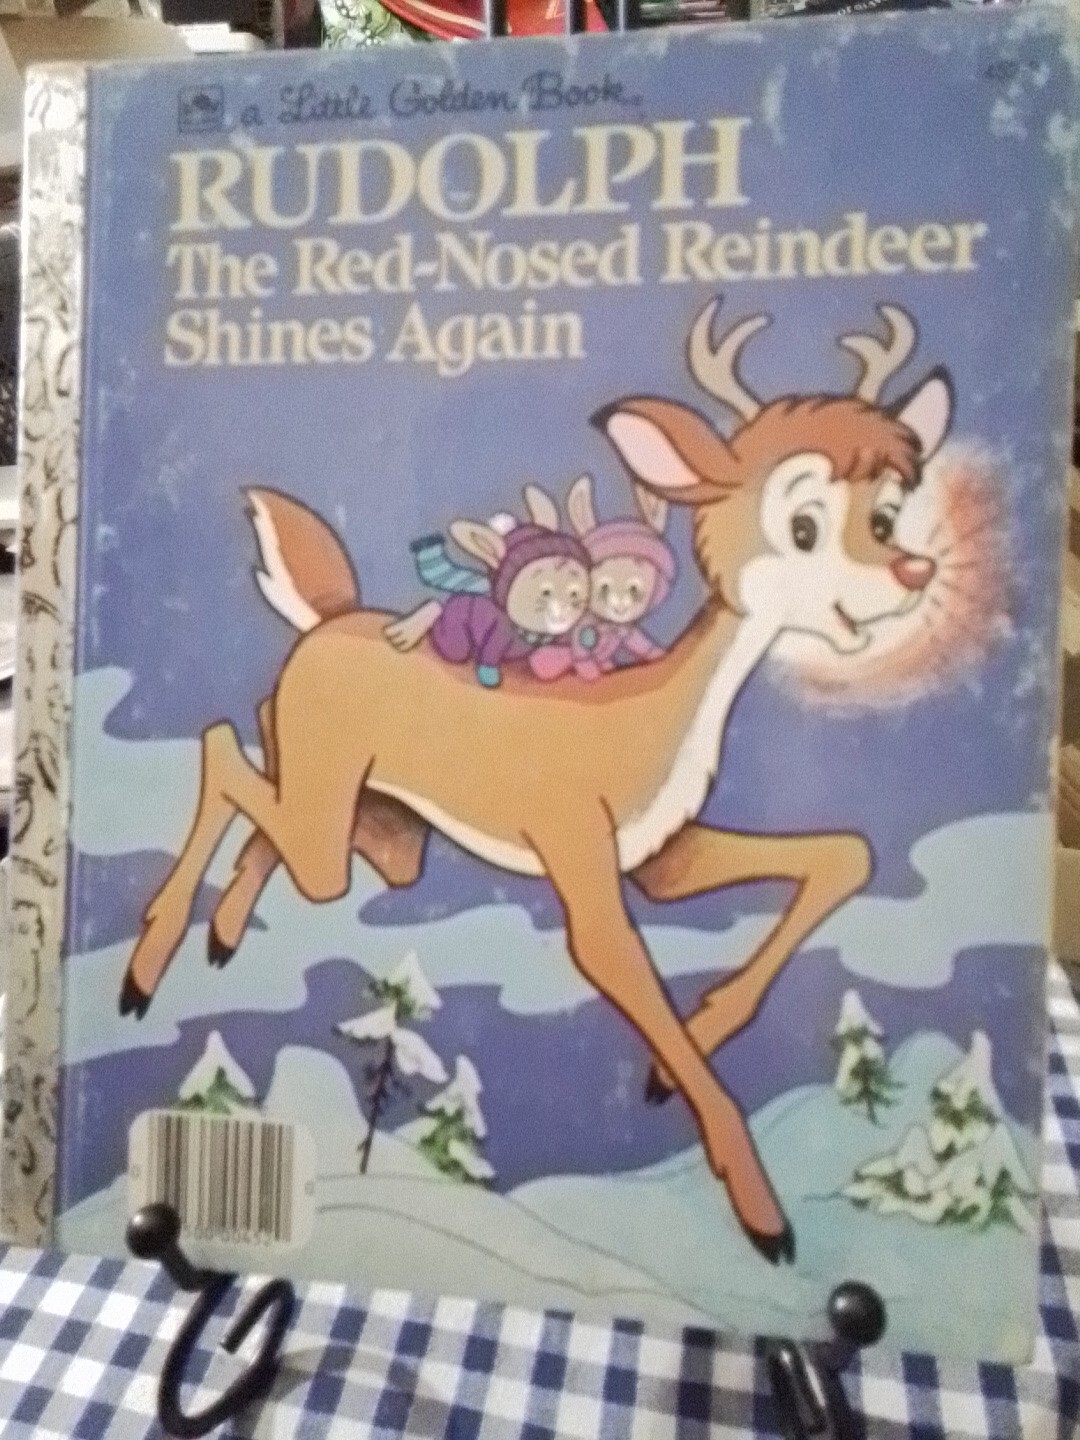 a Little Golden Book
RUDOLPH
The Red-Nosed Reindeer
Shines Again